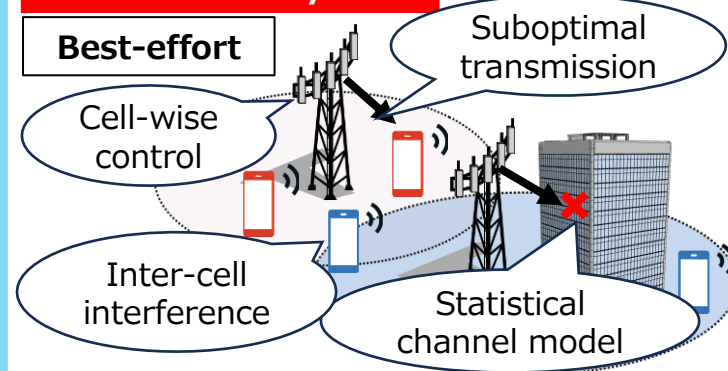 Best-effort
Suboptimal
transmission
Cell-wise
control
Inter-cell
interference
Statistical
channel model